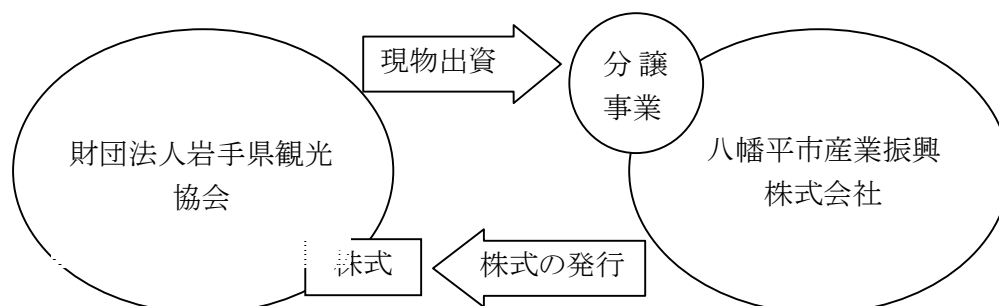 現物出資
分譲
事業
財団法人岩手県観光
協会
八幡平市産業振興
株式会社
株式
株式の発行